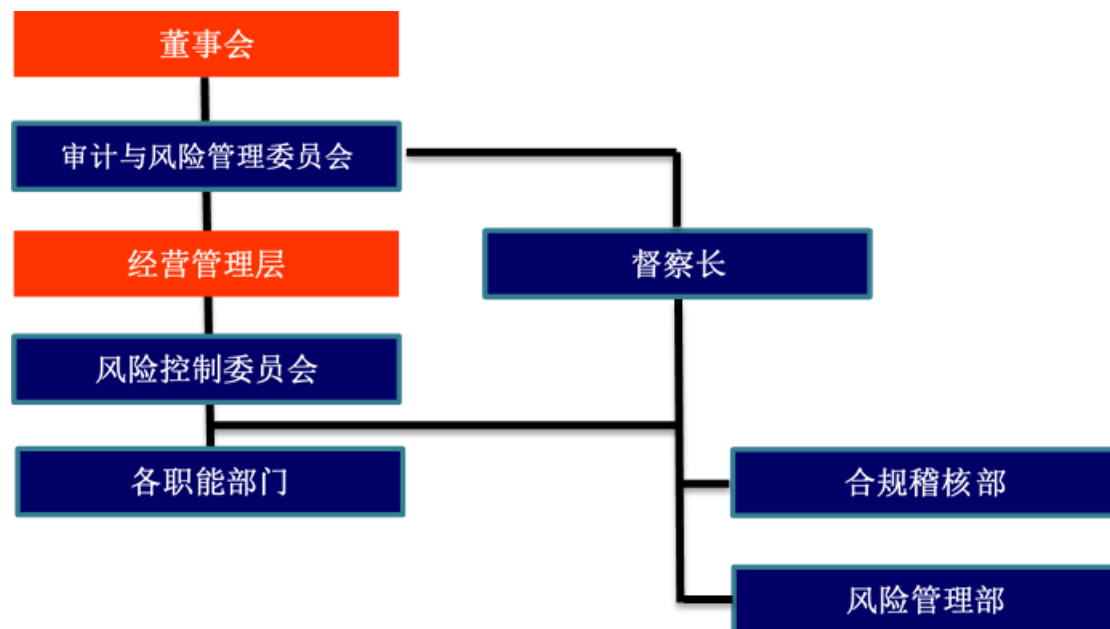 董事会
审计与风险管理委员会
经营管理层
督察长
风险控制委员会
各职能部门
合规稽核部
风险管理部